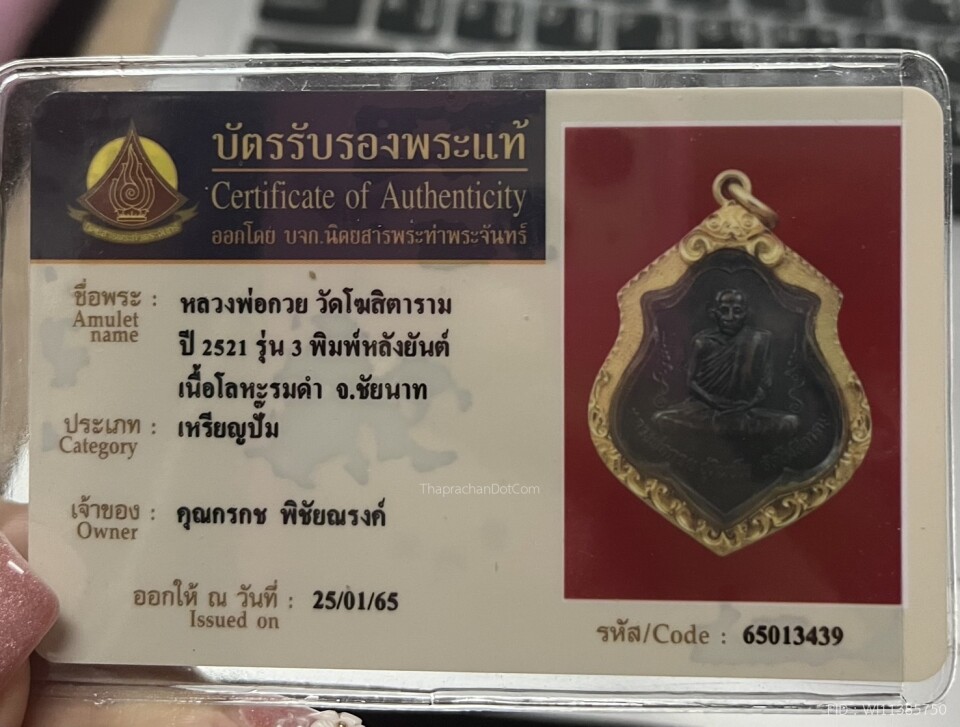 บัตรรับรองพระแท้
Certificate of Authenticity
ออกโดย บจก.นิตยสารพระท่าพระจันทร์
ชื่อพระ : หลวงพ่อกวย วัดโฆสิตาราม
Amulet name
ปี 2521 รุ่น 3 พิมพ์หลังยันต์
เนื้อโลหะรมดำ จ.ชัยนาท
ประเภท : เหรียญปั๊ม
Category
ThaprachanDotCom
เจ้าของ : คุณกรกช พิชัยณรงค์
Owner
ออกให้ ณ วันที่ : 25/01/65
Issued on
รหัส/Code : 65013439